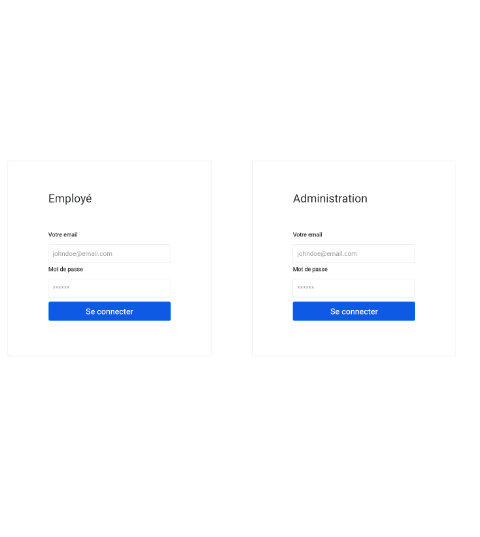 Employé
Votre email
johndoe@email.com
Mot de passe
******
Se connecter
Administration
Votre email
johndoe@email.com
Mot de passe
******
Se connecter